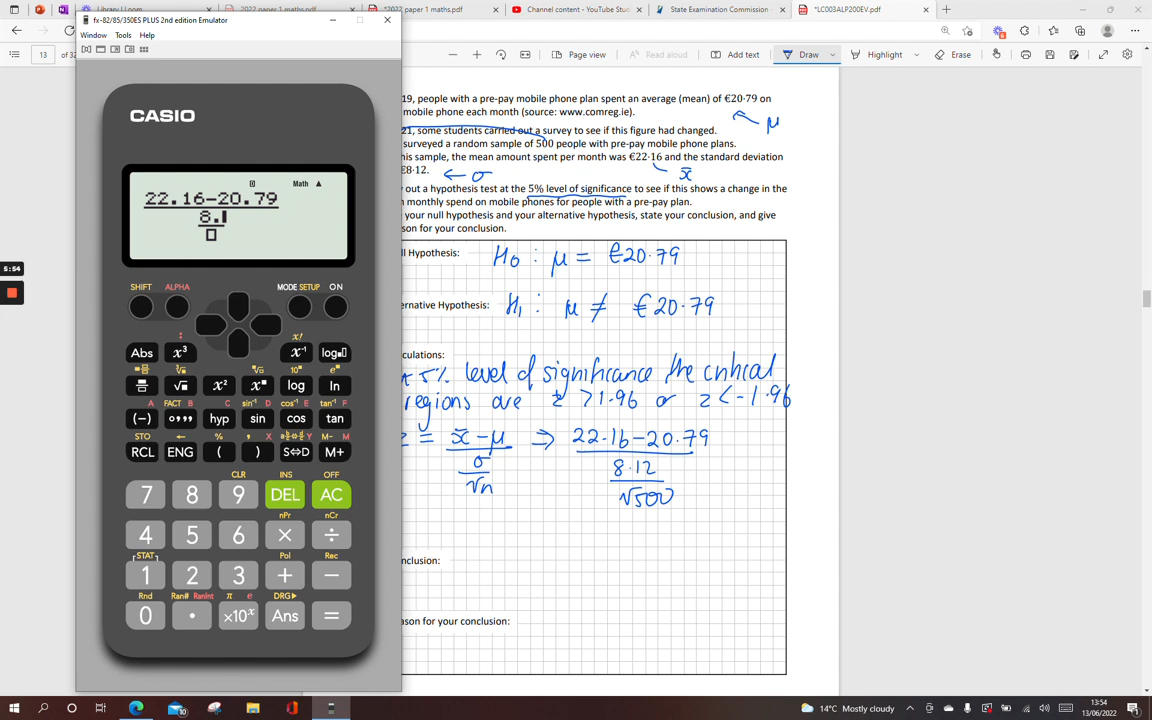 fx-82/85/350ES PLUS 2nd edition Emulator
2022 paper 1 maths.pdf
*2022 paper 1 maths.pdf
Channel content - YouTube Stu
State Examination Commission -
*LC003ALP200EV.pdf
Window Tools Help
13 of 32
Page view
Read aloud
Add text
Draw
Highlight
Erase
CASIO
Math
22.16-20.79
8.
SHIFT ALPHA MODE SETUP ON
Abs x³ x! x⁻¹ log
√ x² log ln
(−) hyp sin cos tan
STO
RCL ENG ( ) S⇔D M+
CLR INS OFF
7 8 9 DEL AC
nPr nCr
4 5 6 × ÷
STAT Pol Rec
1 2 3 + −
Rnd Ran# RanInt π e DRG▶
0 · ×10ˣ Ans =
19, people with a pre-pay mobile phone plan spent an average (mean) of €20·79 on
mobile phone each month (source: www.comreg.ie).
μ
21, some students carried out a survey to see if this figure had changed.
surveyed a random sample of 500 people with pre-pay mobile phone plans.
his sample, the mean amount spent per month was €22·16 and the standard deviation
€8·12. ← σ x̄
out a hypothesis test at the 5% level of significance to see if this shows a change in the
monthly spend on mobile phones for people with a pre-pay plan.
your null hypothesis and your alternative hypothesis, state your conclusion, and give
son for your conclusion.
ll Hypothesis: H₀ : μ = €20·79
ernative Hypothesis: H₁ : μ ≠ €20·79
culations:
5% level of significance the critical
regions are z > 1.96 or z < -1.96
z = x̄ - μ ⇒ 22.16 - 20.79
σ 8.12
√n √500
nclusion:
ason for your conclusion:
5:54
14°C Mostly cloudy
13:54
13/06/2022